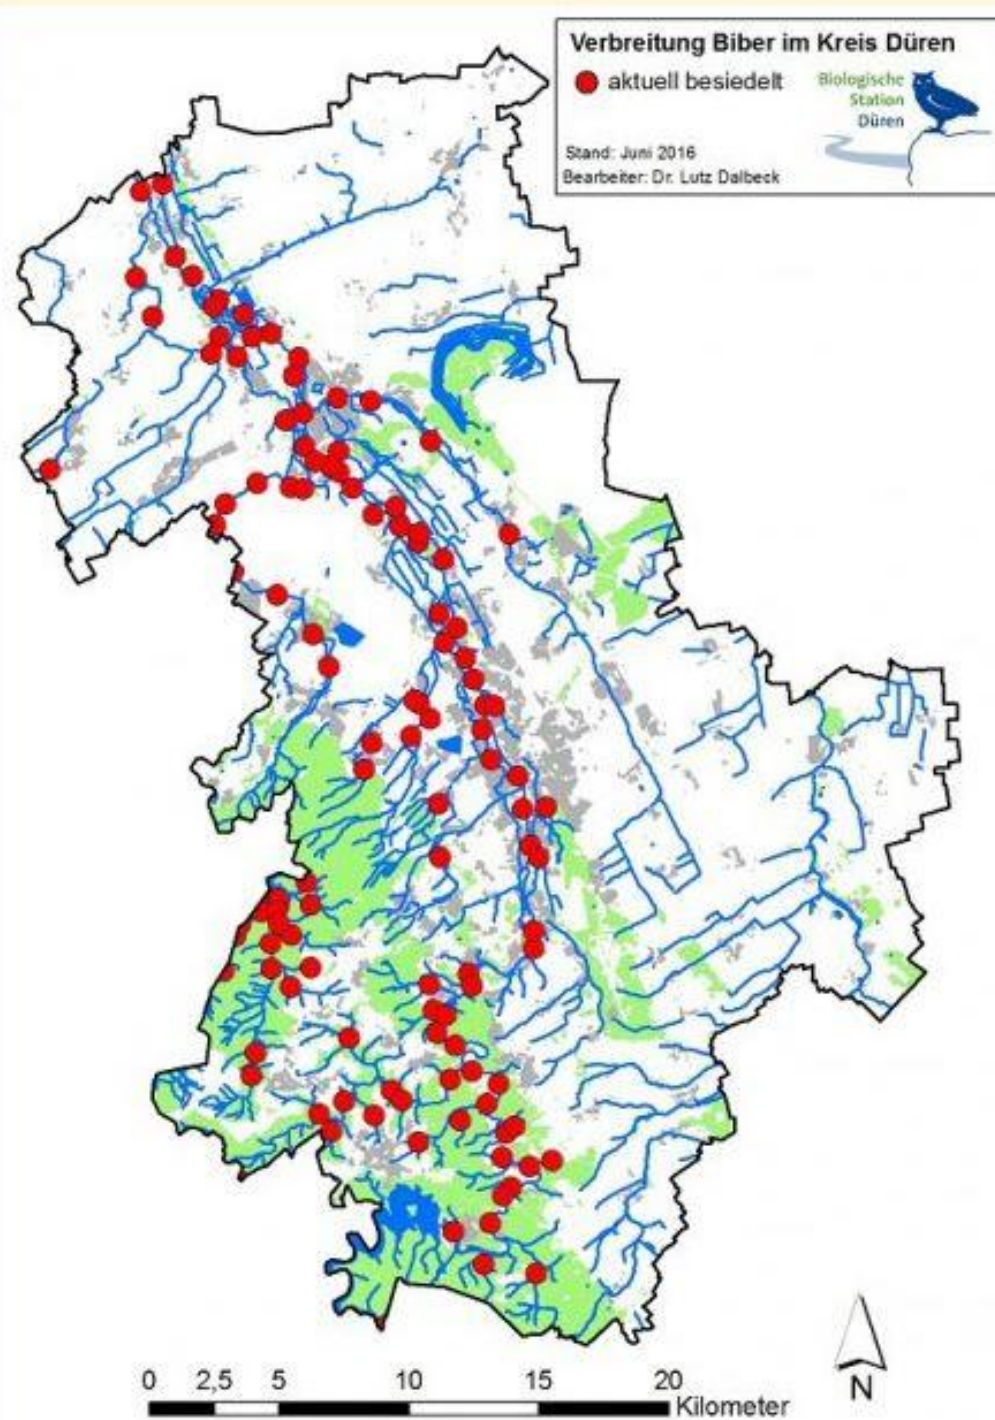 Verbreitung Biber im Kreis Düren
aktuell besiedelt
Biologische
Station
Düren
Stand: Juni 2016
Bearbeiter: Dr. Lutz Dalbeck
0 2,5 5 10 15 20
Kilometer
N